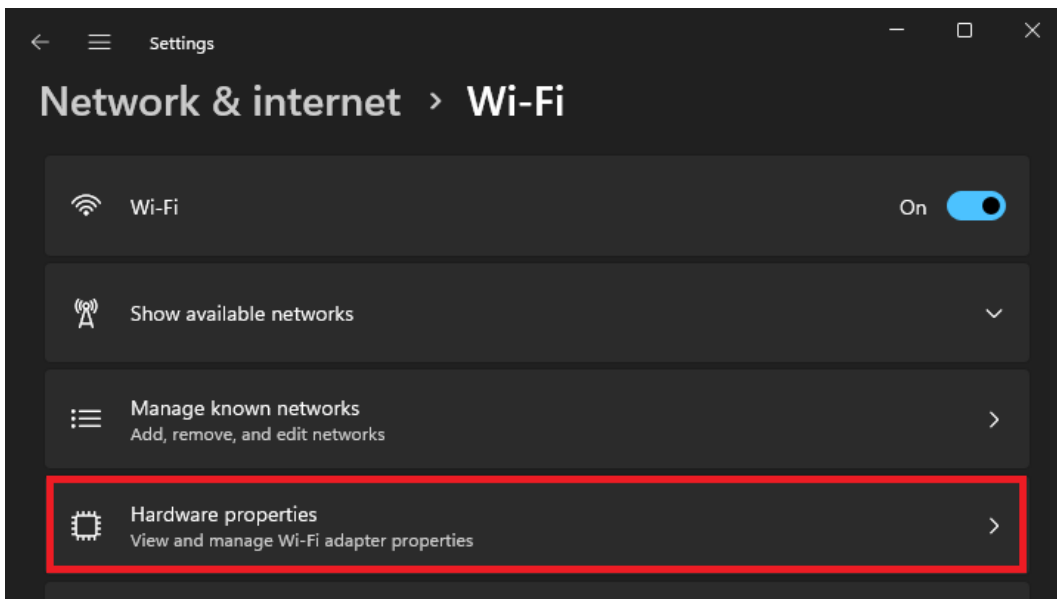 Settings
Network & internet > Wi-Fi
Wi-Fi
On
Show available networks
Manage known networks
Add, remove, and edit networks
Hardware properties
View and manage Wi-Fi adapter properties